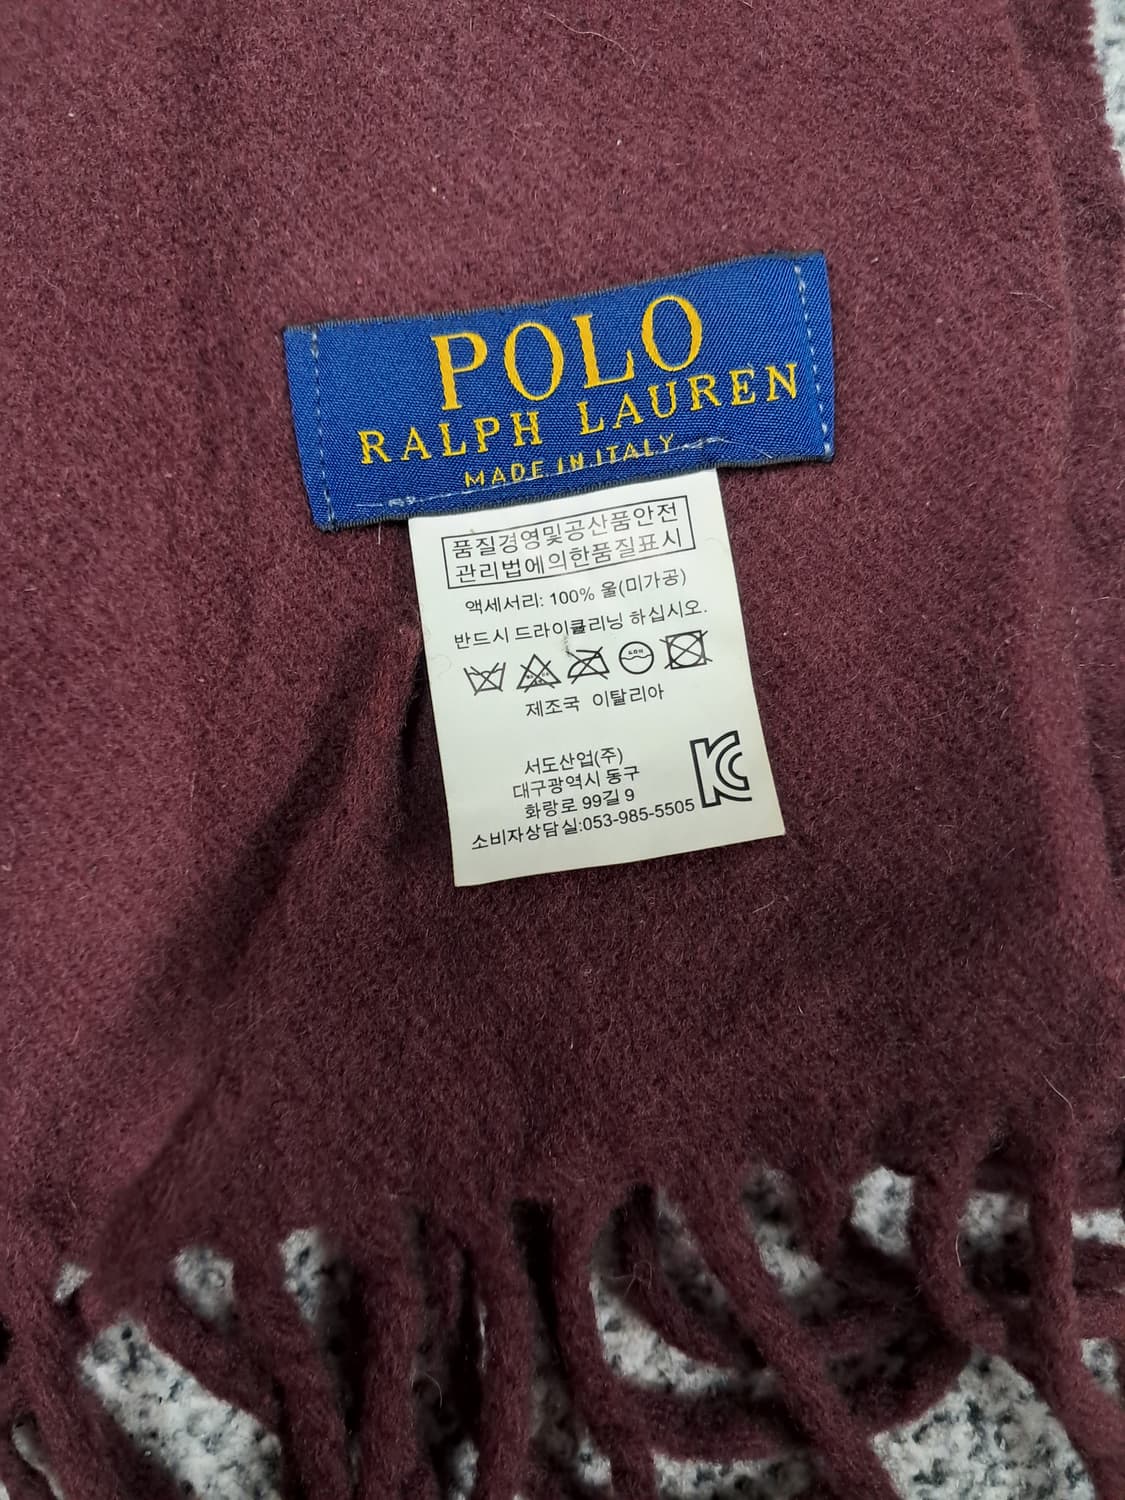 POLO
RALPH LAUREN
MADE IN ITALY
품질경영및공산품안전
관리법에의한품질표시
액세서리: 100% 울(미가공)
반드시 드라이클리닝 하십시오.
제조국 이탈리아
서도산업(주)
대구광역시 동구
화랑로 99길 9
소비자상담실:053-985-5505